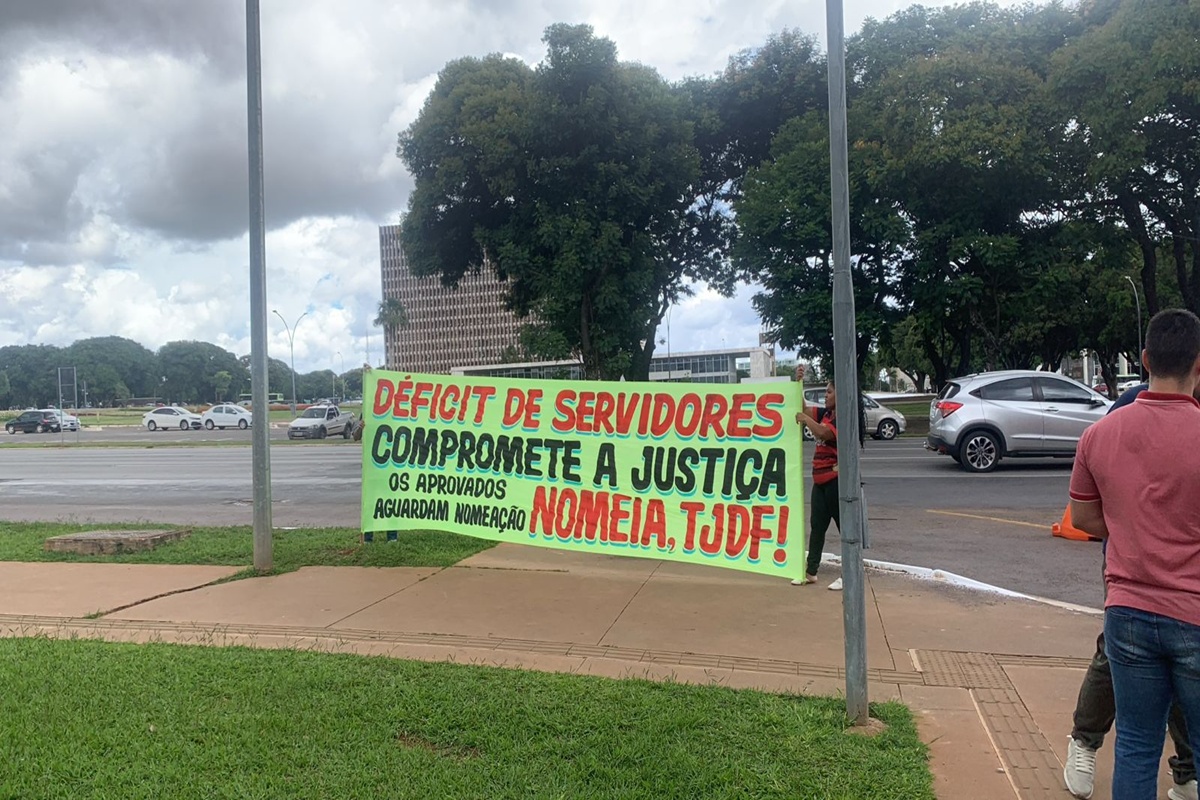 DÉFICIT DE SERVIDORES
COMPROMETE A JUSTIÇA
OS APROVADOS
AGUARDAM NOMEAÇÃO
NOMEIA, TJDF!